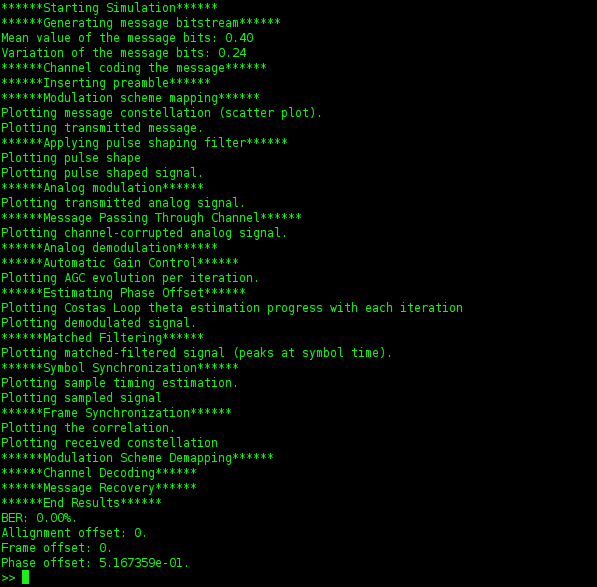 ******Starting Simulation******
******Generating message bitstream******
Mean value of the message bits: 0.40
Variation of the message bits: 0.24
******Channel coding the message******
******Inserting preamble******
******Modulation scheme mapping******
Plotting message constellation (scatter plot).
Plotting transmitted message.
******Applying pulse shaping filter******
Plotting pulse shape
Plotting pulse shaped signal.
******Analog modulation******
Plotting transmitted analog signal.
******Message Passing Through Channel******
Plotting channel-corrupted analog signal.
******Analog demodulation******
******Automatic Gain Control******
Plotting AGC evolution per iteration.
******Estimating Phase Offset******
Plotting Costas Loop theta estimation progress with each iteration
Plotting demodulated signal.
******Matched Filtering******
Plotting matched-filtered signal (peaks at symbol time).
******Symbol Synchronization******
Plotting sample timing estimation.
Plotting sampled signal
******Frame Synchronization******
Plotting the correlation.
Plotting received constellation
******Modulation Scheme Demapping******
******Channel Decoding******
******Message Recovery******
******End Results******
BER: 0.00%.
Allignment offset: 0.
Frame offset: 0.
Phase offset: 5.167359e-01.
>>